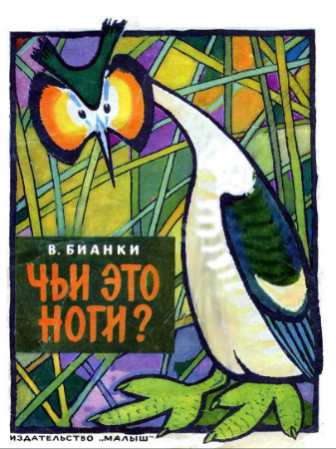 В. БИАНКИ
ЧЬИ ЭТО
НОГИ?
ИЗДАТЕЛЬСТВО „МАЛЫШ“